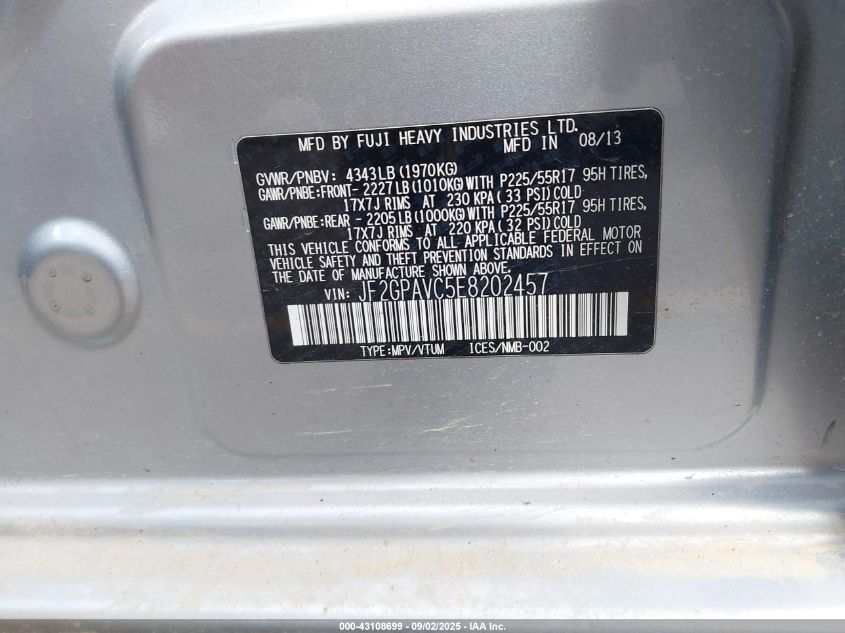 MFD BY FUJI HEAVY INDUSTRIES LTD.
MFD IN 08/13
GVWR/PNBV: 4343LB (1970KG)
GAWR/PNBE:FRONT- 2227LB (1010KG) WITH P225/55R17 95H TIRES,
17X7J RIMS AT 230 KPA ( 33 PSI) COLD
GAWR/PNBE:REAR - 2205LB (1000KG) WITH P225/55R17 95H TIRES,
17X7J RIMS AT 220 KPA ( 32 PSI) COLD
THIS VEHICLE CONFORMS TO ALL APPLICABLE FEDERAL MOTOR
VEHICLE SAFETY AND THEFT PREVENTION STANDARDS IN EFFECT ON
THE DATE OF MANUFACTURE SHOWN ABOVE.
VIN: JF2GPAVC5E8202457
TYPE:MPV/VTUM ICES/NMB-002
000-43108699 - 09/02/2025 - IAA Inc.